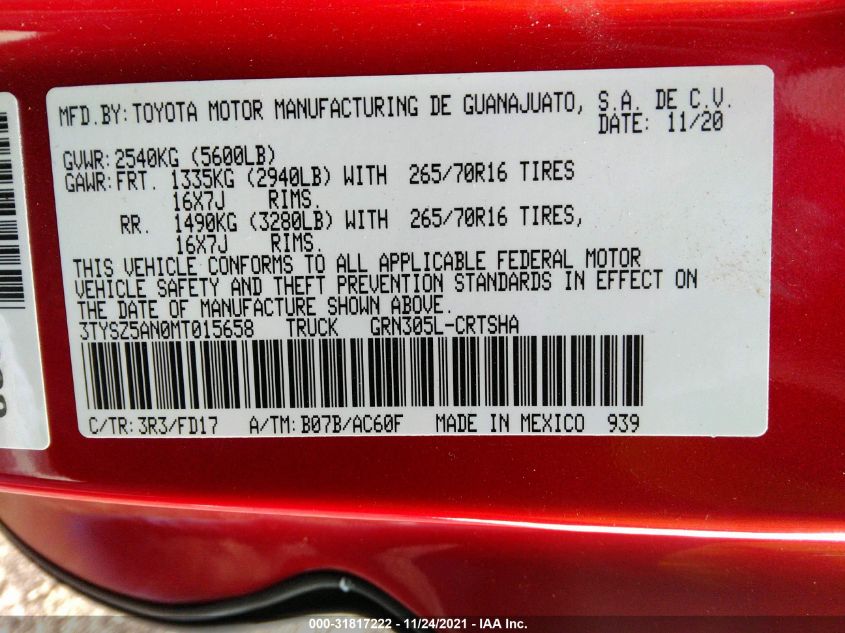 MFD.BY: TOYOTA MOTOR MANUFACTURING DE GUANAJUATO, S.A. DE C.V.
DATE: 11/20
GVWR: 2540KG (5600LB)
GAWR: FRT. 1335KG (2940LB) WITH 265/70R16 TIRES
16X7J RIMS.
RR. 1490KG (3280LB) WITH 265/70R16 TIRES,
16X7J RIMS.
THIS VEHICLE CONFORMS TO ALL APPLICABLE FEDERAL MOTOR
VEHICLE SAFETY AND THEFT PREVENTION STANDARDS IN EFFECT ON
THE DATE OF MANUFACTURE SHOWN ABOVE.
3TYSZ5AN0MT015658 TRUCK GRN305L-CRTSHA
C/TR: 3R3/FD17 A/TM: B07B/AC60F MADE IN MEXICO 939
000-31817222 - 11/24/2021 - IAA Inc.